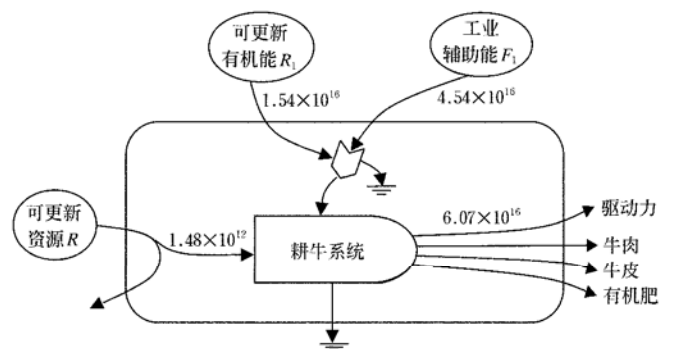 可更新
有机能R₁
工业
辅助能F₁
1.54×10¹⁶
4.54×10¹⁶
可更新
资源R
1.48×10¹²
耕牛系统
6.07×10¹⁶
驱动力
牛肉
牛皮
有机肥